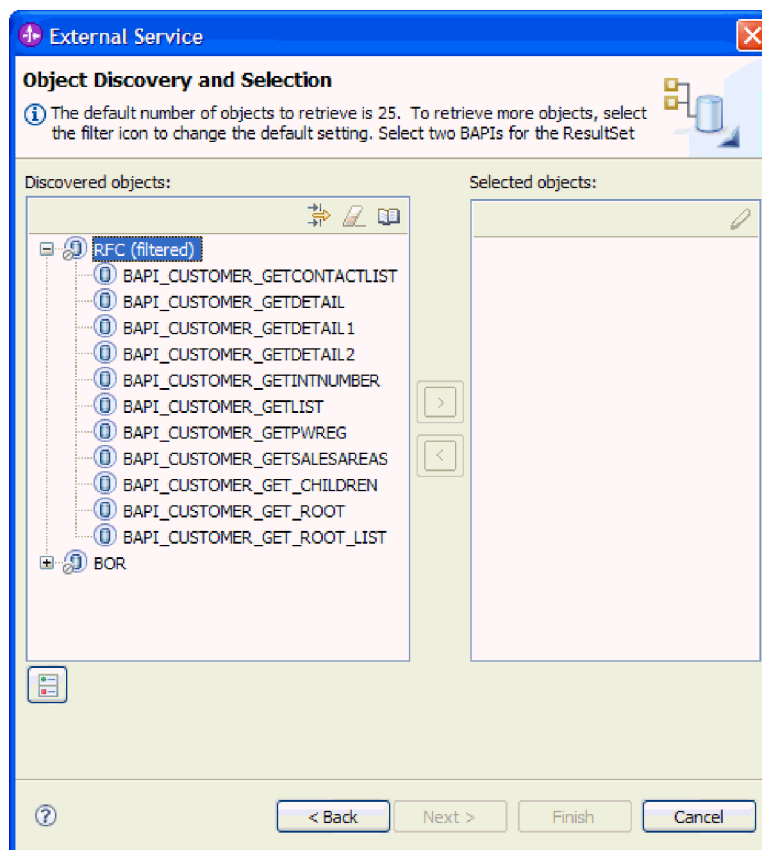 External Service
Object Discovery and Selection
The default number of objects to retrieve is 25. To retrieve more objects, select
the filter icon to change the default setting. Select two BAPIs for the ResultSet
Discovered objects:
Selected objects:
RFC (filtered)
BAPI_CUSTOMER_GETCONTACTLIST
BAPI_CUSTOMER_GETDETAIL
BAPI_CUSTOMER_GETDETAIL1
BAPI_CUSTOMER_GETDETAIL2
BAPI_CUSTOMER_GETINTNUMBER
BAPI_CUSTOMER_GETLIST
BAPI_CUSTOMER_GETPWREG
BAPI_CUSTOMER_GETSALESAREAS
BAPI_CUSTOMER_GET_CHILDREN
BAPI_CUSTOMER_GET_ROOT
BAPI_CUSTOMER_GET_ROOT_LIST
BOR
>
<
?
< Back
Next >
Finish
Cancel